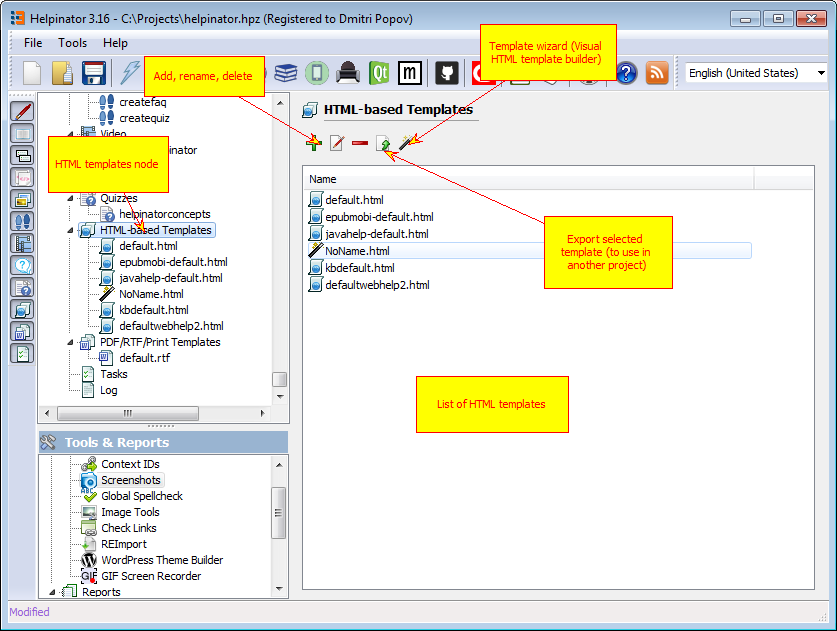 Helpinator 3.16 - C:\Projects\helpinator.hpz (Registered to Dmitri Popov)
File Tools Help
Qt
m
English (United States)
Add, rename, delete
Template wizard (Visual
HTML template builder)
createfaq
createquiz
Video
inator
HTML templates node
Quizzes
helpinatorconcepts
HTML-based Templates
default.html
epubmobi-default.html
javahelp-default.html
NoName.html
kbdefault.html
defaultwebhelp2.html
PDF/RTF/Print Templates
default.rtf
Tasks
Log
HTML-based Templates
Name
default.html
epubmobi-default.html
javahelp-default.html
NoName.html
kbdefault.html
defaultwebhelp2.html
Export selected
template (to use in
another project)
List of HTML templates
Tools & Reports
Context IDs
Screenshots
Global Spellcheck
Image Tools
Check Links
REImport
WordPress Theme Builder
GIF Screen Recorder
Reports
Modified